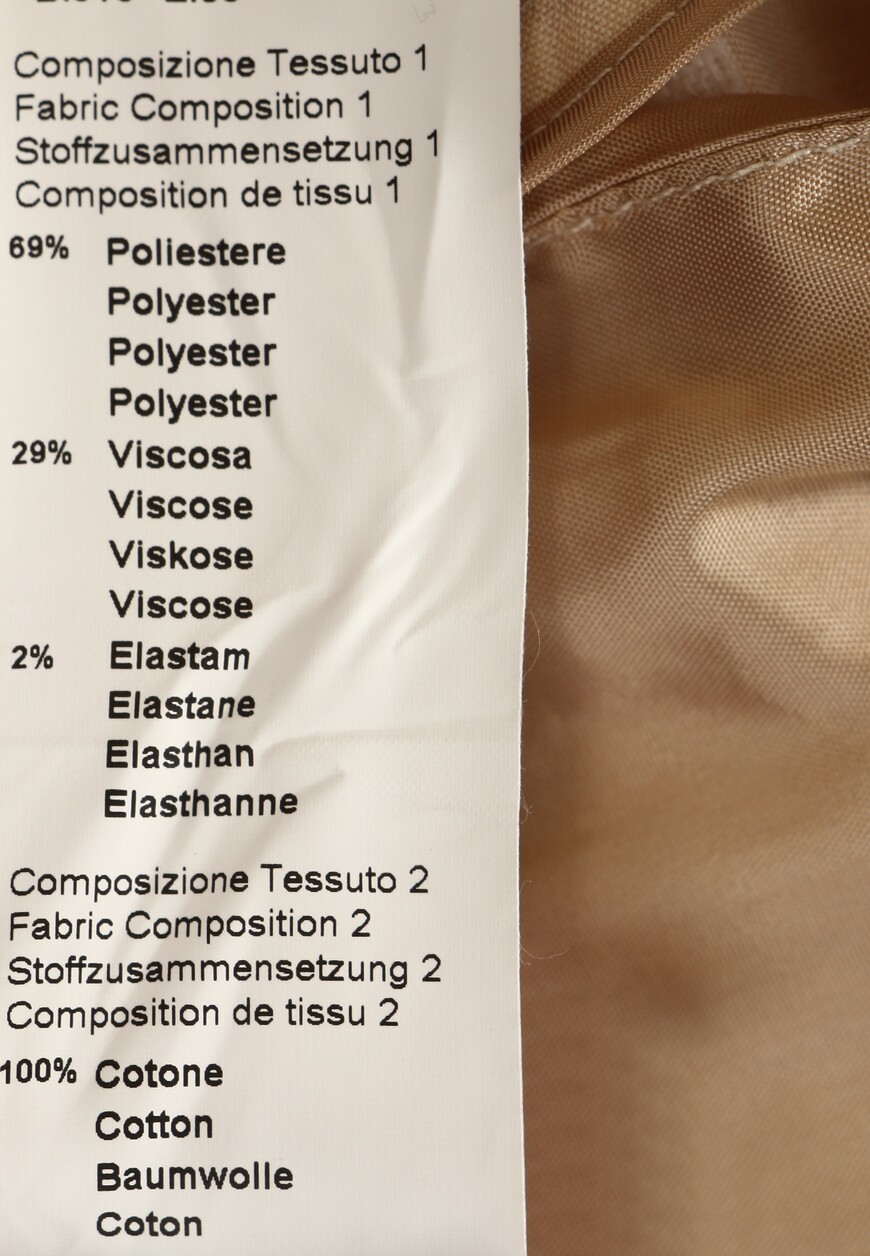 Composizione Tessuto 1
Fabric Composition 1
Stoffzusammensetzung 1
Composition de tissu 1
69% Poliestere
Polyester
Polyester
Polyester
29% Viscosa
Viscose
Viskose
Viscose
2% Elastam
Elastane
Elasthan
Elasthanne
Composizione Tessuto 2
Fabric Composition 2
Stoffzusammensetzung 2
Composition de tissu 2
100% Cotone
Cotton
Baumwolle
Coton